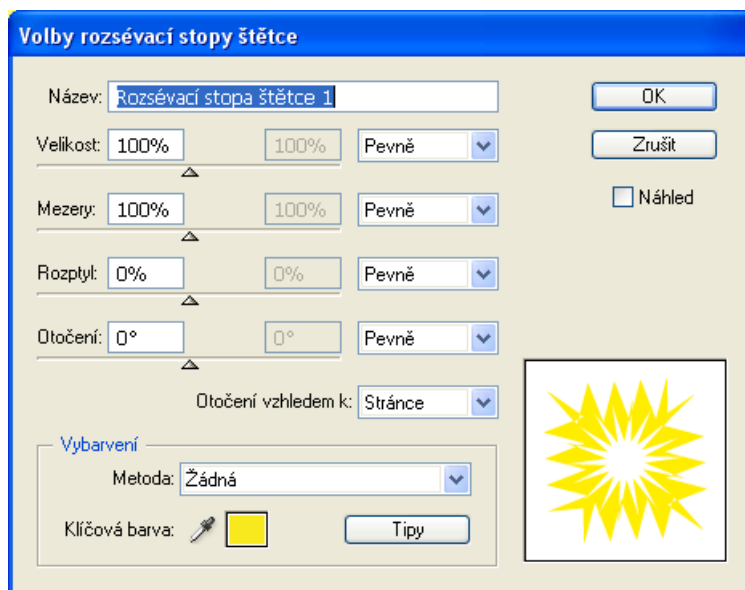 Volby rozsévací stopy štětce
Název: Rozsévací stopa štětce 1
OK
Velikost: 100% 100% Pevně
Zrušit
Náhled
Mezery: 100% 100% Pevně
Rozptyl: 0% 0% Pevně
Otočení: 0° 0° Pevně
Otočení vzhledem k: Stránce
Vybarvení
Metoda: Žádná
Klíčová barva: Tipy